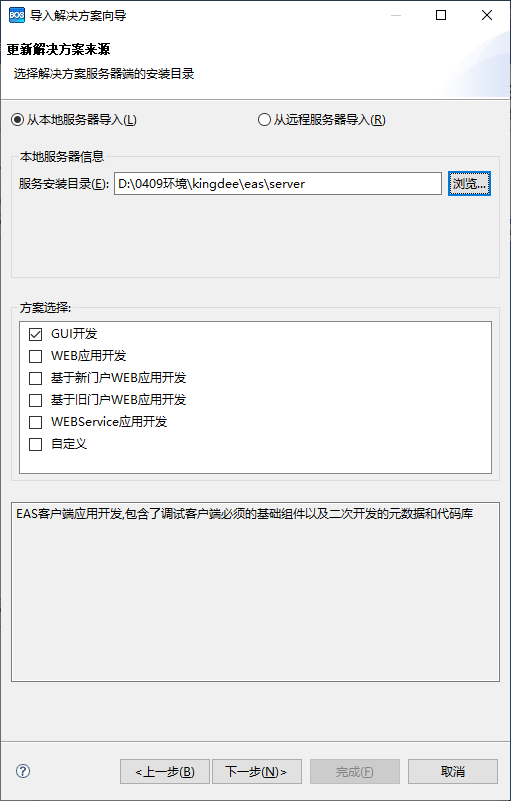 BOS 导入解决方案向导
更新解决方案来源
选择解决方案服务器端的安装目录
从本地服务器导入(L) 从远程服务器导入(R)
本地服务器信息
服务安装目录(E): D:\0409环境\kingdee\eas\server 浏览...
方案选择:
GUI开发
WEB应用开发
基于新门户WEB应用开发
基于旧门户WEB应用开发
WEBService应用开发
自定义
EAS客户端应用开发,包含了调试客户端必须的基础组件以及二次开发的元数据和代码库
? <上一步(B) 下一步(N)> 完成(F) 取消